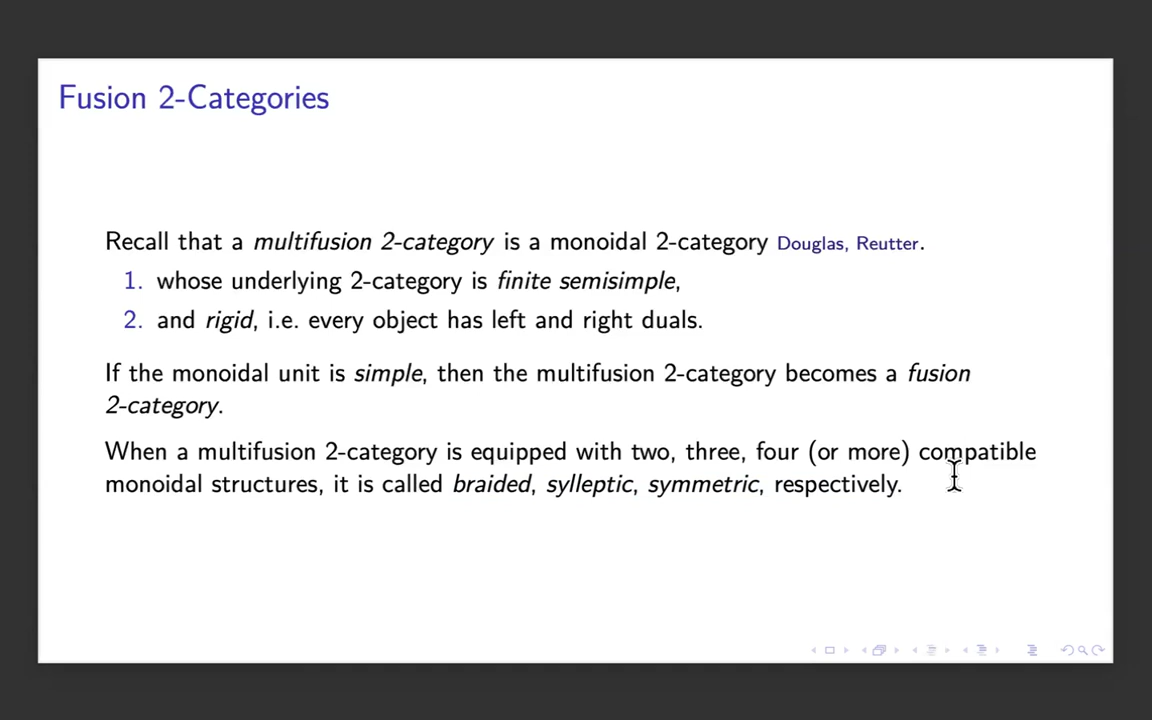 Fusion 2-Categories
Recall that a multifusion 2-category is a monoidal 2-category Douglas, Reutter.
1. whose underlying 2-category is finite semisimple,
2. and rigid, i.e. every object has left and right duals.
If the monoidal unit is simple, then the multifusion 2-category becomes a fusion
2-category.
When a multifusion 2-category is equipped with two, three, four (or more) compatible
monoidal structures, it is called braided, sylleptic, symmetric, respectively.